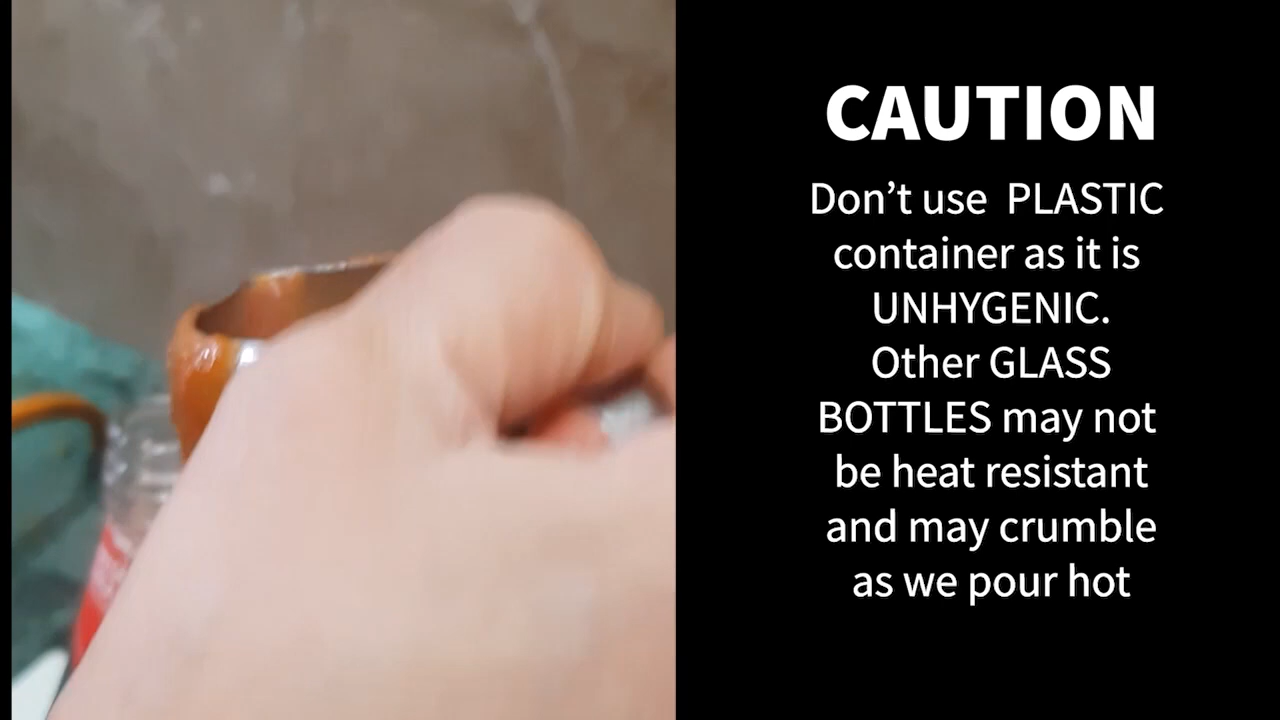 CAUTION
Don’t use  PLASTIC
container as it is
UNHYGENIC.
Other GLASS
BOTTLES may not
be heat resistant
and may crumble
as we pour hot